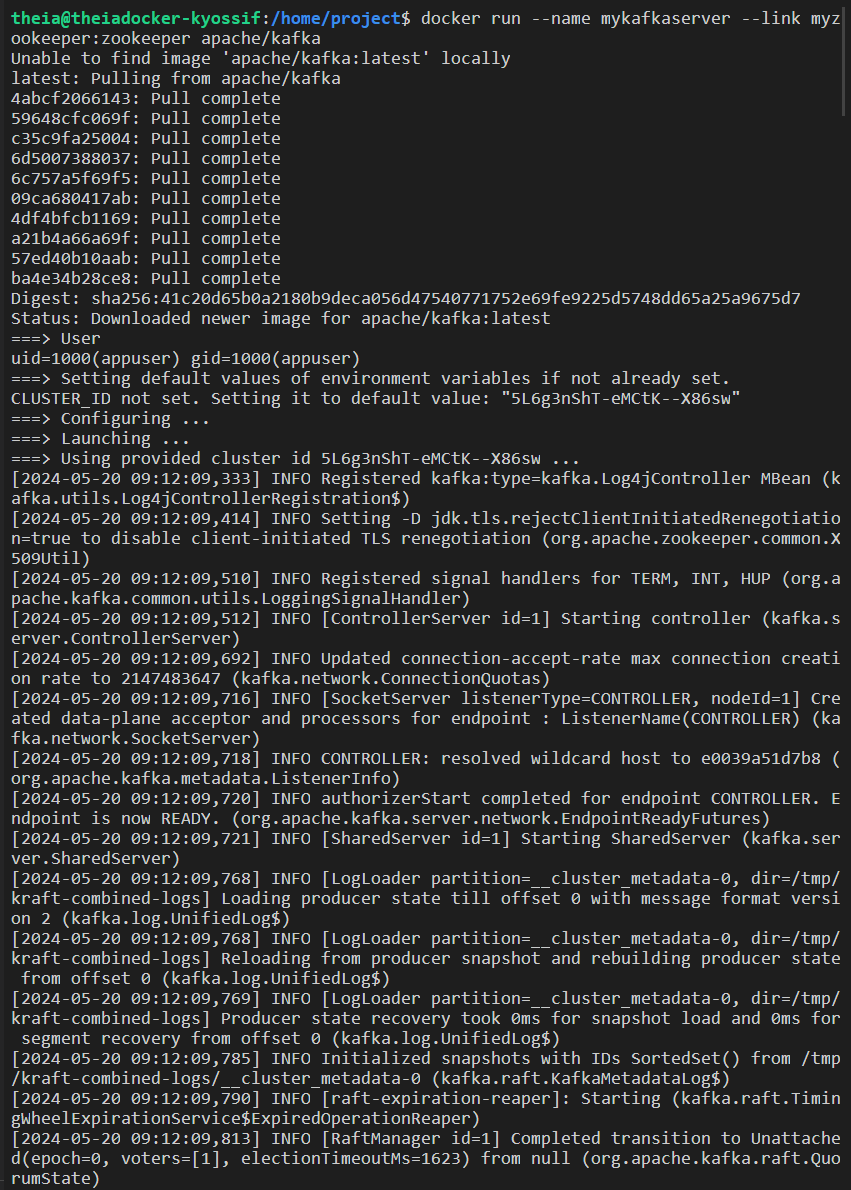 theia@theiadocker-kyossif:/home/project$ docker run --name mykafkaserver --link myz
ookeeper:zookeeper apache/kafka
Unable to find image 'apache/kafka:latest' locally
latest: Pulling from apache/kafka
4abcf2066143: Pull complete
59648cfc069f: Pull complete
c35c9fa25004: Pull complete
6d5007388037: Pull complete
6c757a5f69f5: Pull complete
09ca680417ab: Pull complete
4df4bfcb1169: Pull complete
a21b4a66a69f: Pull complete
57ed40b10aab: Pull complete
ba4e34b28ce8: Pull complete
Digest: sha256:41c20d65b0a2180b9deca056d47540771752e69fe9225d5748dd65a25a9675d7
Status: Downloaded newer image for apache/kafka:latest
===> User
uid=1000(appuser) gid=1000(appuser)
===> Setting default values of environment variables if not already set.
CLUSTER_ID not set. Setting it to default value: "5L6g3nShT-eMCtK--X86sw"
===> Configuring ...
===> Launching ...
===> Using provided cluster id 5L6g3nShT-eMCtK--X86sw ...
[2024-05-20 09:12:09,333] INFO Registered kafka:type=kafka.Log4jController MBean (k
afka.utils.Log4jControllerRegistration$)
[2024-05-20 09:12:09,414] INFO Setting -D jdk.tls.rejectClientInitiatedRenegotiatio
n=true to disable client-initiated TLS renegotiation (org.apache.zookeeper.common.X
509Util)
[2024-05-20 09:12:09,510] INFO Registered signal handlers for TERM, INT, HUP (org.a
pache.kafka.common.utils.LoggingSignalHandler)
[2024-05-20 09:12:09,512] INFO [ControllerServer id=1] Starting controller (kafka.s
erver.ControllerServer)
[2024-05-20 09:12:09,692] INFO Updated connection-accept-rate max connection creati
on rate to 2147483647 (kafka.network.ConnectionQuotas)
[2024-05-20 09:12:09,716] INFO [SocketServer listenerType=CONTROLLER, nodeId=1] Cre
ated data-plane acceptor and processors for endpoint : ListenerName(CONTROLLER) (ka
fka.network.SocketServer)
[2024-05-20 09:12:09,718] INFO CONTROLLER: resolved wildcard host to e0039a51d7b8 (
org.apache.kafka.metadata.ListenerInfo)
[2024-05-20 09:12:09,720] INFO authorizerStart completed for endpoint CONTROLLER. E
ndpoint is now READY. (org.apache.kafka.server.network.EndpointReadyFutures)
[2024-05-20 09:12:09,721] INFO [SharedServer id=1] Starting SharedServer (kafka.ser
ver.SharedServer)
[2024-05-20 09:12:09,768] INFO [LogLoader partition=__cluster_metadata-0, dir=/tmp/
kraft-combined-logs] Loading producer state till offset 0 with message format versi
on 2 (kafka.log.UnifiedLog$)
[2024-05-20 09:12:09,768] INFO [LogLoader partition=__cluster_metadata-0, dir=/tmp/
kraft-combined-logs] Reloading from producer snapshot and rebuilding producer state
 from offset 0 (kafka.log.UnifiedLog$)
[2024-05-20 09:12:09,769] INFO [LogLoader partition=__cluster_metadata-0, dir=/tmp/
kraft-combined-logs] Producer state recovery took 0ms for snapshot load and 0ms for
 segment recovery from offset 0 (kafka.log.UnifiedLog$)
[2024-05-20 09:12:09,785] INFO Initialized snapshots with IDs SortedSet() from /tmp
/kraft-combined-logs/__cluster_metadata-0 (kafka.raft.KafkaMetadataLog$)
[2024-05-20 09:12:09,790] INFO [raft-expiration-reaper]: Starting (kafka.raft.Timin
gWheelExpirationService$ExpiredOperationReaper)
[2024-05-20 09:12:09,813] INFO [RaftManager id=1] Completed transition to Unattache
d(epoch=0, voters=[1], electionTimeoutMs=1623) from null (org.apache.kafka.raft.Quo
rumState)